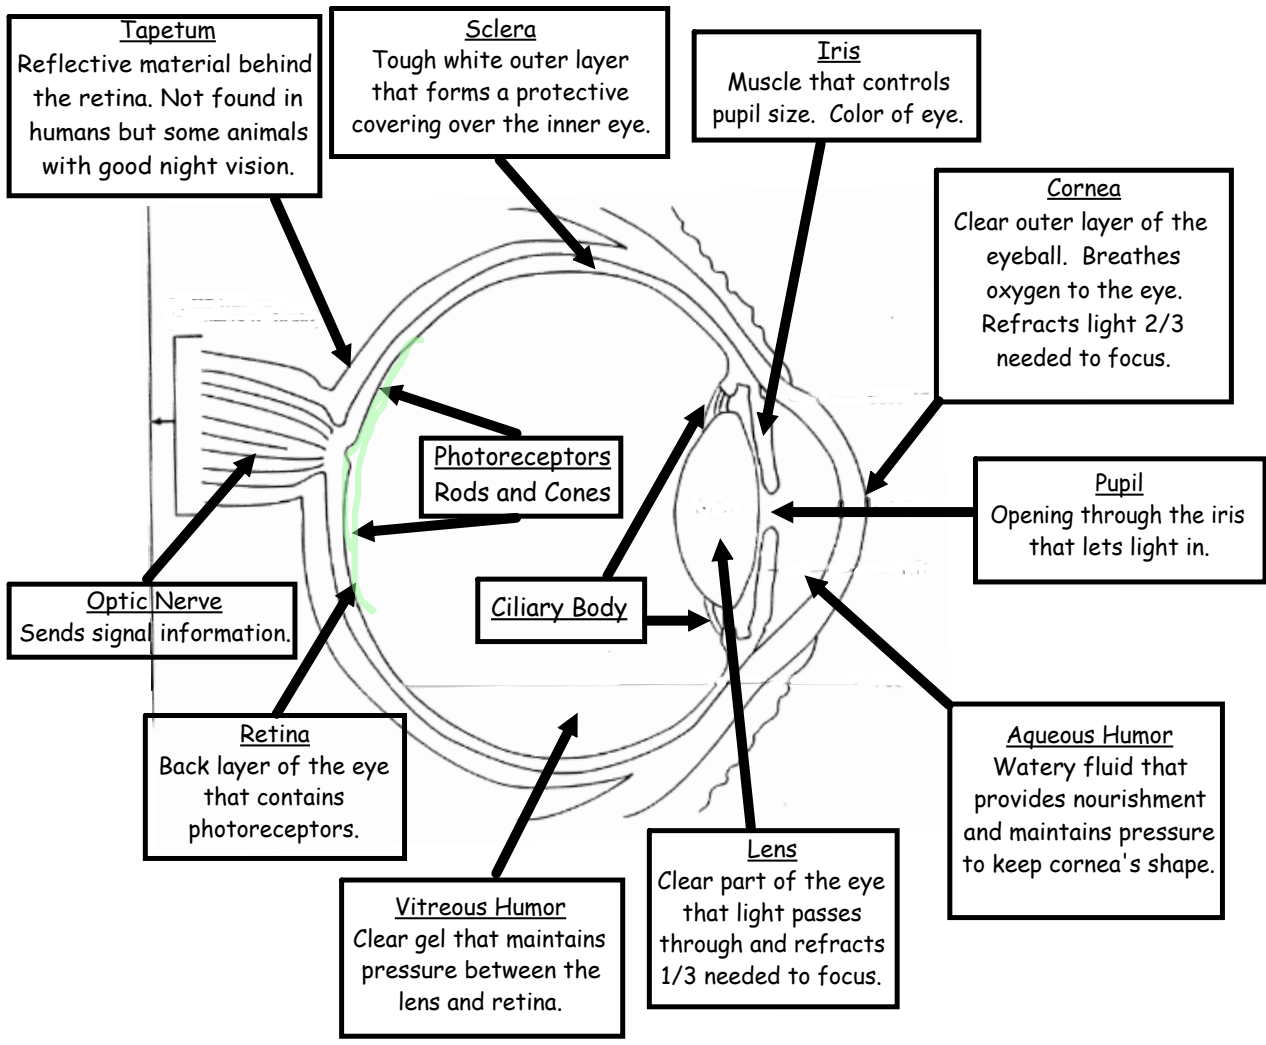 Tapetum
Reflective material behind
the retina. Not found in
humans but some animals
with good night vision.
Sclera
Tough white outer layer
that forms a protective
covering over the inner eye.
Iris
Muscle that controls
pupil size. Color of eye.
Cornea
Clear outer layer of the
eyeball. Breathes
oxygen to the eye.
Refracts light 2/3
needed to focus.
Photoreceptors
Rods and Cones
Pupil
Opening through the iris
that lets light in.
Optic Nerve
Sends signal information.
Ciliary Body
Retina
Back layer of the eye
that contains
photoreceptors.
Aqueous Humor
Watery fluid that
provides nourishment
and maintains pressure
to keep cornea's shape.
Lens
Clear part of the eye
that light passes
through and refracts
1/3 needed to focus.
Vitreous Humor
Clear gel that maintains
pressure between the
lens and retina.